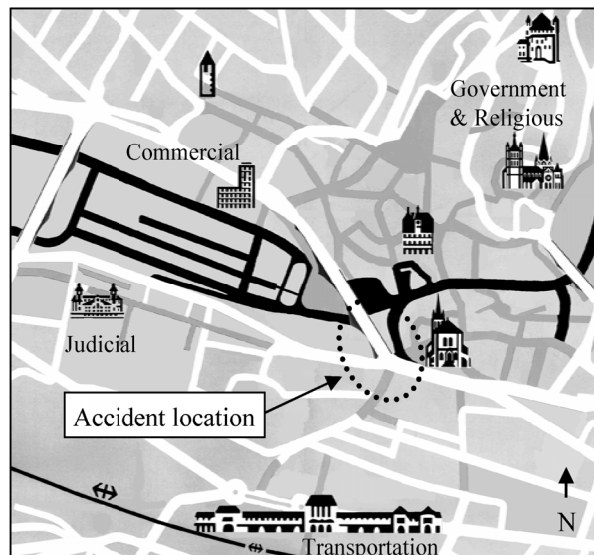 Government
& Religious
Commercial
Judicial
Accident location
N
Transportation